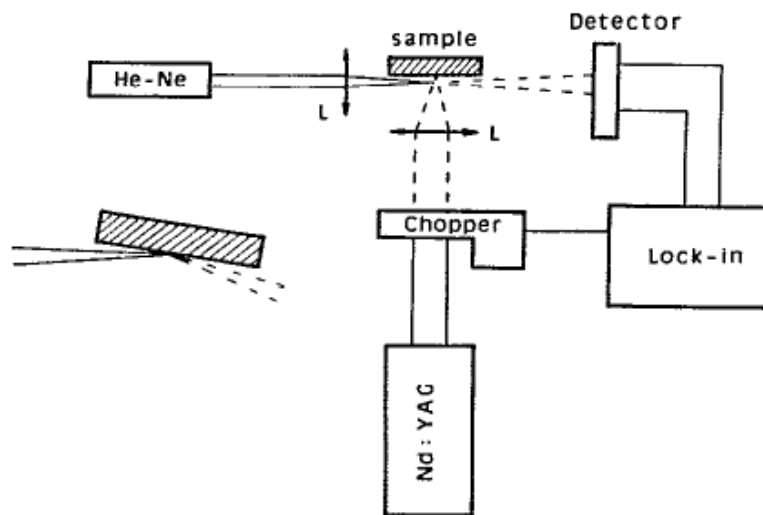 sample
Detector
He-Ne
L
L
Chopper
Lock-in
Nd:YAG